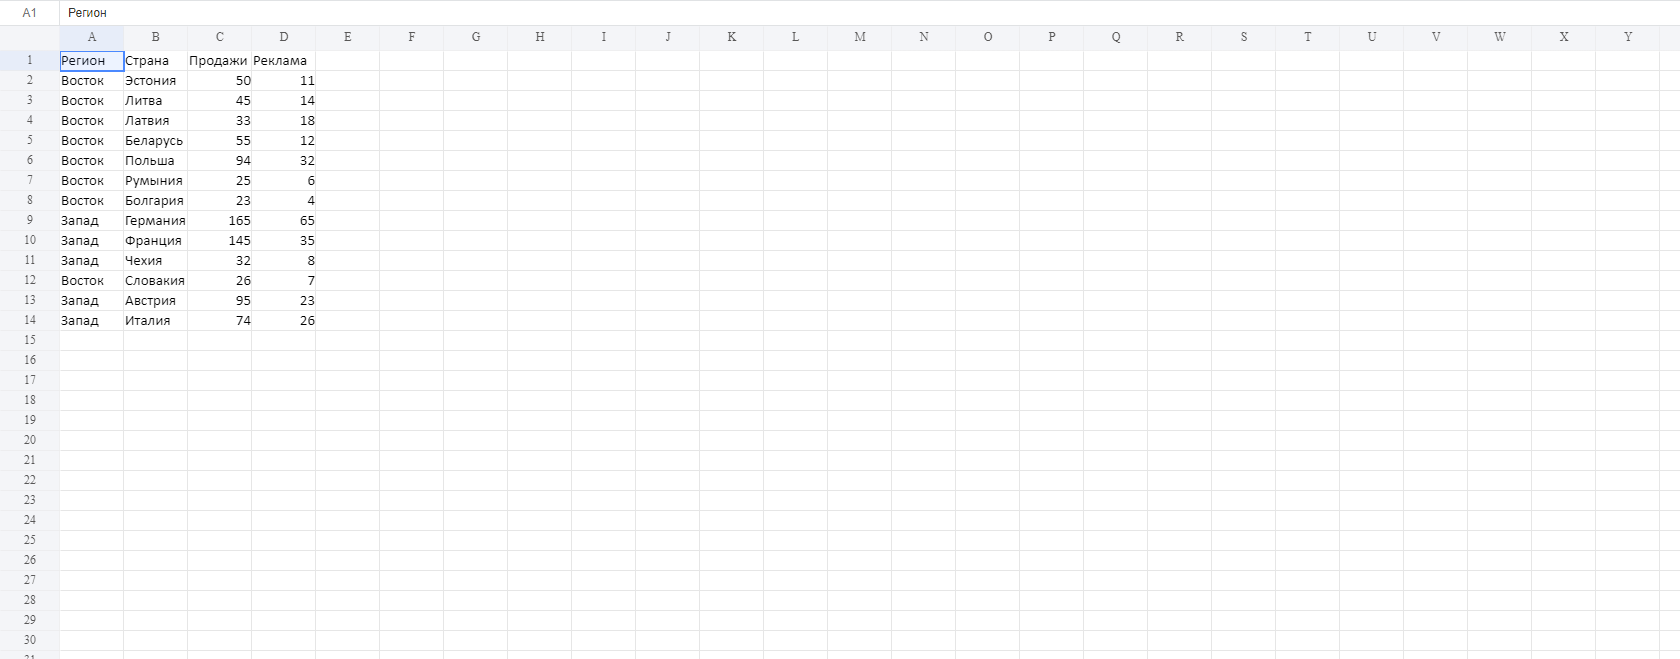 A1 Регион
A B C D E F G H I J K L M N O P Q R S T U V W X Y
1 Регион Страна Продажи Реклама
2 Восток Эстония 50 11
3 Восток Литва 45 14
4 Восток Латвия 33 18
5 Восток Беларусь 55 12
6 Восток Польша 94 32
7 Восток Румыния 25 6
8 Восток Болгария 23 4
9 Запад Германия 165 65
10 Запад Франция 145 35
11 Запад Чехия 32 8
12 Восток Словакия 26 7
13 Запад Австрия 95 23
14 Запад Италия 74 26
15
16
17
18
19
20
21
22
23
24
25
26
27
28
29
30
31